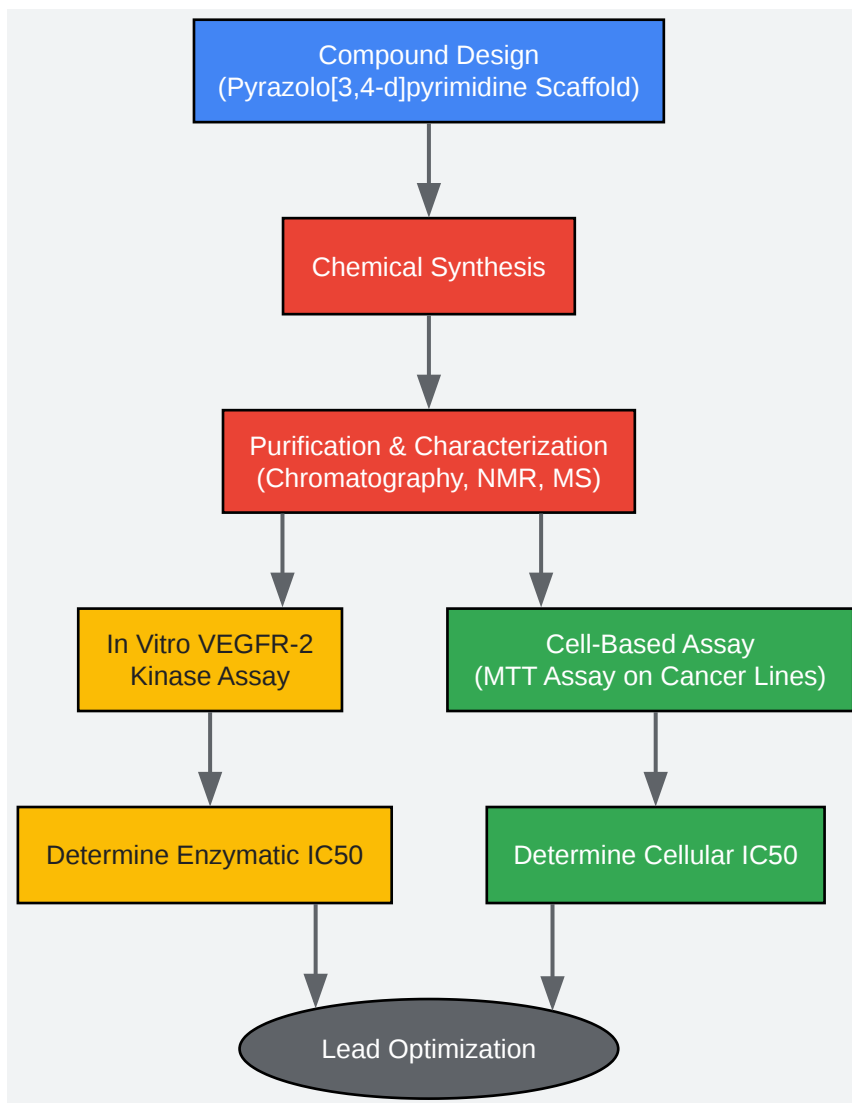 Compound Design
(Pyrazolo[3,4-d]pyrimidine Scaffold)
Chemical Synthesis
Purification & Characterization
(Chromatography, NMR, MS)
In Vitro VEGFR-2
Kinase Assay
Cell-Based Assay
(MTT Assay on Cancer Lines)
Determine Enzymatic IC50
Determine Cellular IC50
Lead Optimization